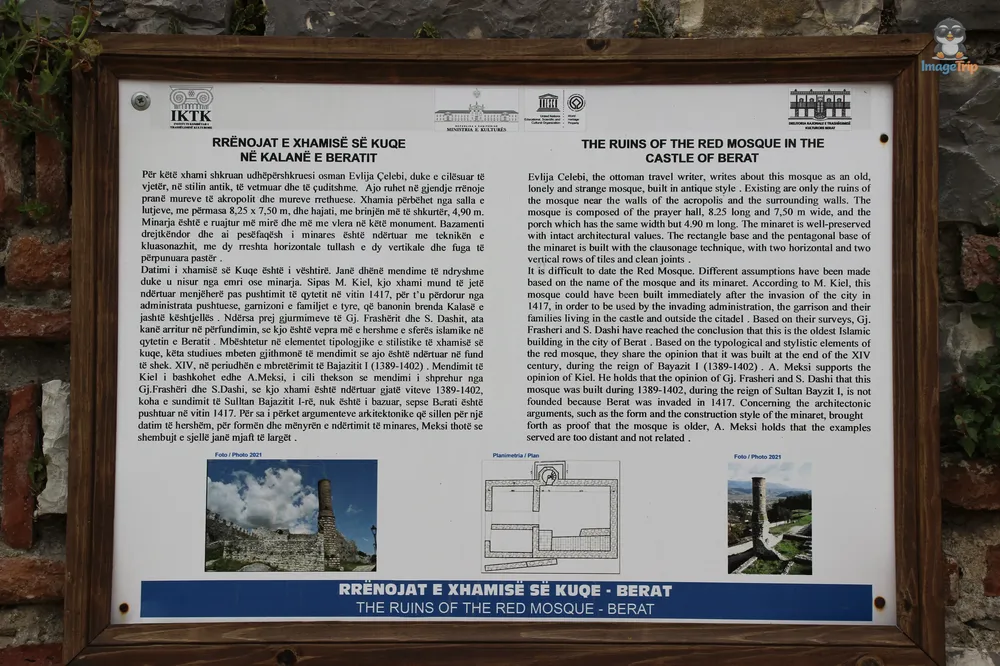 ImageTrip
IKTK
INSTITUTI KOMBËTAR I
TRASHËGIMISË KULTURORE
MINISTRIA E KULTURËS
United Nations
Educational, Scientific and
Cultural Organization
World
Heritage
Property
DREJTORIA RAJONALE E TRASHËGIMISË
KULTURORE BERAT
RRËNOJAT E XHAMISË SË KUQE
NË KALANË E BERATIT
Për këtë xhami shkruan udhëpërshkruesi osman Evlija Çelebi, duke e cilësuar të
vjetër, në stilin antik, të vetmuar dhe të çuditshme. Ajo ruhet në gjendje rrënoje
pranë mureve të akropolit dhe mureve rrethuese. Xhamia përbëhet nga salla e
lutjeve, me përmasa 8,25 x 7,50 m, dhe hajati, me brinjën më të shkurtër, 4,90 m.
Minarja është e ruajtur më mirë dhe më me vlera në këtë monument. Bazamenti
drejtkëndor dhe ai pesëfaqësh i minares është ndërtuar me teknikën e
kluasonazhit, me dy rreshta horizontale tullash e dy vertikale dhe fuga të
përpunuara pastër .
Datimi i xhamisë së Kuqe është i vështirë. Janë dhënë mendime të ndryshme
duke u nisur nga emri ose minarja. Sipas M. Kiel, kjo xhami mund të jetë
ndërtuar menjëherë pas pushtimit të qytetit në vitin 1417, për t'u përdorur nga
administrata pushtuese, garnizoni e familjet e tyre, që banonin brenda Kalasë e
jashtë kështjellës . Ndërsa prej gjurmimeve të Gj. Frashërit dhe S. Dashit, ata
kanë arritur në përfundimin, se kjo është vepra më e hershme e sferës islamike në
qytetin e Beratit . Mbështetur në elementet tipologjike e stilistike të xhamisë së
kuqe, këta studiues mbeten gjithmonë të mendimit se ajo është ndërtuar në fund
të shek. XIV, në periudhën e mbretërimit të Bajazitit I (1389-1402) . Mendimit të
Kiel i bashkohet edhe A.Meksi, i cili thekson se mendimi i shprehur nga
Gj.Frashëri dhe S.Dashi, se kjo xhami është ndërtuar gjatë viteve 1389-1402,
koha e sundimit të Sulltan Bajazitit I-rë, nuk është i bazuar, sepse Berati është
pushtuar në vitin 1417. Për sa i përket argumenteve arkitektonike që sillen për një
datim të hershëm, për formën dhe mënyrën e ndërtimit të minares, Meksi thotë se
shembujt e sjellë janë mjaft të largët .
THE RUINS OF THE RED MOSQUE IN THE
CASTLE OF BERAT
Evlija Celebi, the ottoman travel writer, writes about this mosque as an old,
lonely and strange mosque, built in antique style . Existing are only the ruins of
the mosque near the walls of the acropolis and the surrounding walls. The
mosque is composed of the prayer hall, 8.25 long and 7,50 m wide, and the
porch which has the same width but 4.90 m long. The minaret is well-preserved
with intact architectural values. The rectangle base and the pentagonal base of
the minaret is built with the clausonage technique, with two horizontal and two
vertical rows of tiles and clean joints .
It is difficult to date the Red Mosque. Different assumptions have been made
based on the name of the mosque and its minaret. According to M. Kiel, this
mosque could have been built immediately after the invasion of the city in
1417, in order to be used by the invading administration, the garrison and their
families living in the castle and outside the citadel . Based on their surveys, Gj.
Frasheri and S. Dashi have reached the conclusion that this is the oldest Islamic
building in the city of Berat . Based on the typological and stylistic elements of
the red mosque, they share the opinion that it was built at the end of the XIV
century, during the reign of Bayazit I (1389-1402) . A. Meksi supports the
opinion of Kiel. He holds that the opinion of Gj. Frasheri and S. Dashi that this
mosque was built during 1389-1402, during the reign of Sultan Bayzit I, is not
founded because Berat was invaded in 1417. Concerning the architectonic
arguments, such as the form and the construction style of the minaret, brought
forth as proof that the mosque is older, A. Meksi holds that the examples
served are too distant and not related .
Foto / Photo 2021
Planimetria / Plan
Foto / Photo 2021
RRËNOJAT E XHAMISË SË KUQE - BERAT
THE RUINS OF THE RED MOSQUE - BERAT